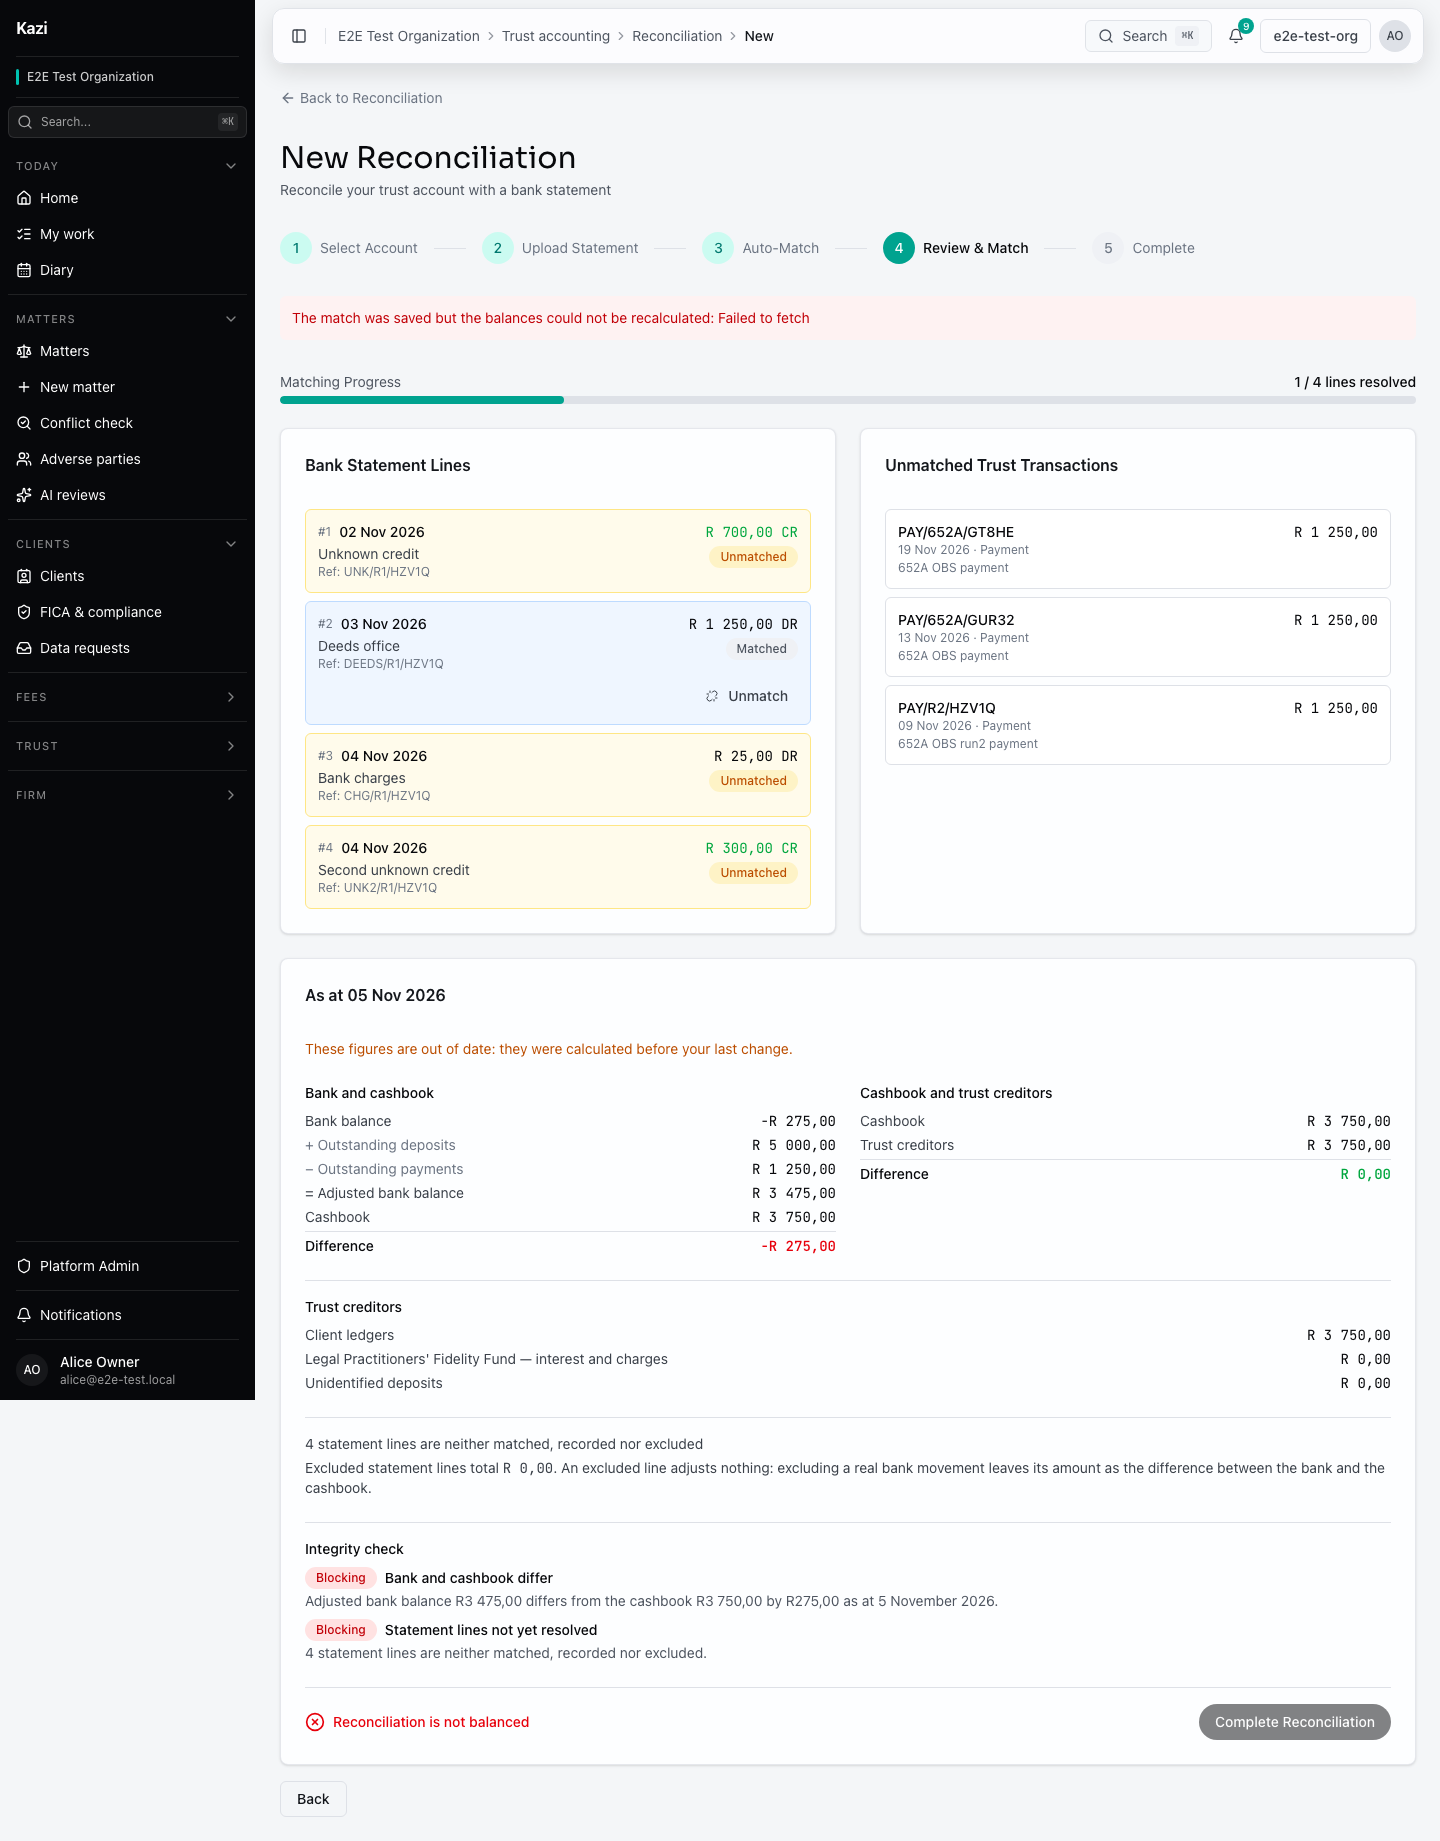 Kazi
E2E Test Organization
Search...
⌘K
TODAY
Home
My work
Diary
MATTERS
Matters
New matter
Conflict check
Adverse parties
AI reviews
CLIENTS
Clients
FICA & compliance
Data requests
FEES
TRUST
FIRM
Platform Admin
Notifications
AO
Alice Owner
alice@e2e-test.local
E2E Test Organization > Trust accounting > Reconciliation > New
Search ⌘K
9
e2e-test-org
AO
← Back to Reconciliation
New Reconciliation
Reconcile your trust account with a bank statement
1 Select Account
2 Upload Statement
3 Auto-Match
4 Review & Match
5 Complete
The match was saved but the balances could not be recalculated: Failed to fetch
Matching Progress
1 / 4 lines resolved
Bank Statement Lines
#1 02 Nov 2026 R 700,00 CR
Unknown credit Unmatched
Ref: UNK/R1/HZV1Q
#2 03 Nov 2026 R 1 250,00 DR
Deeds office Matched
Ref: DEEDS/R1/HZV1Q
Unmatch
#3 04 Nov 2026 R 25,00 DR
Bank charges Unmatched
Ref: CHG/R1/HZV1Q
#4 04 Nov 2026 R 300,00 CR
Second unknown credit Unmatched
Ref: UNK2/R1/HZV1Q
Unmatched Trust Transactions
PAY/652A/GT8HE R 1 250,00
19 Nov 2026 · Payment
652A OBS payment
PAY/652A/GUR32 R 1 250,00
13 Nov 2026 · Payment
652A OBS payment
PAY/R2/HZV1Q R 1 250,00
09 Nov 2026 · Payment
652A OBS run2 payment
As at 05 Nov 2026
These figures are out of date: they were calculated before your last change.
Bank and cashbook
Bank balance -R 275,00
+ Outstanding deposits R 5 000,00
− Outstanding payments R 1 250,00
= Adjusted bank balance R 3 475,00
Cashbook R 3 750,00
Difference -R 275,00
Cashbook and trust creditors
Cashbook R 3 750,00
Trust creditors R 3 750,00
Difference R 0,00
Trust creditors
Client ledgers R 3 750,00
Legal Practitioners' Fidelity Fund — interest and charges R 0,00
Unidentified deposits R 0,00
4 statement lines are neither matched, recorded nor excluded
Excluded statement lines total R 0,00. An excluded line adjusts nothing: excluding a real bank movement leaves its amount as the difference between the bank and the
cashbook.
Integrity check
Blocking Bank and cashbook differ
Adjusted bank balance R3 475,00 differs from the cashbook R3 750,00 by R275,00 as at 5 November 2026.
Blocking Statement lines not yet resolved
4 statement lines are neither matched, recorded nor excluded.
Reconciliation is not balanced
Complete Reconciliation
Back